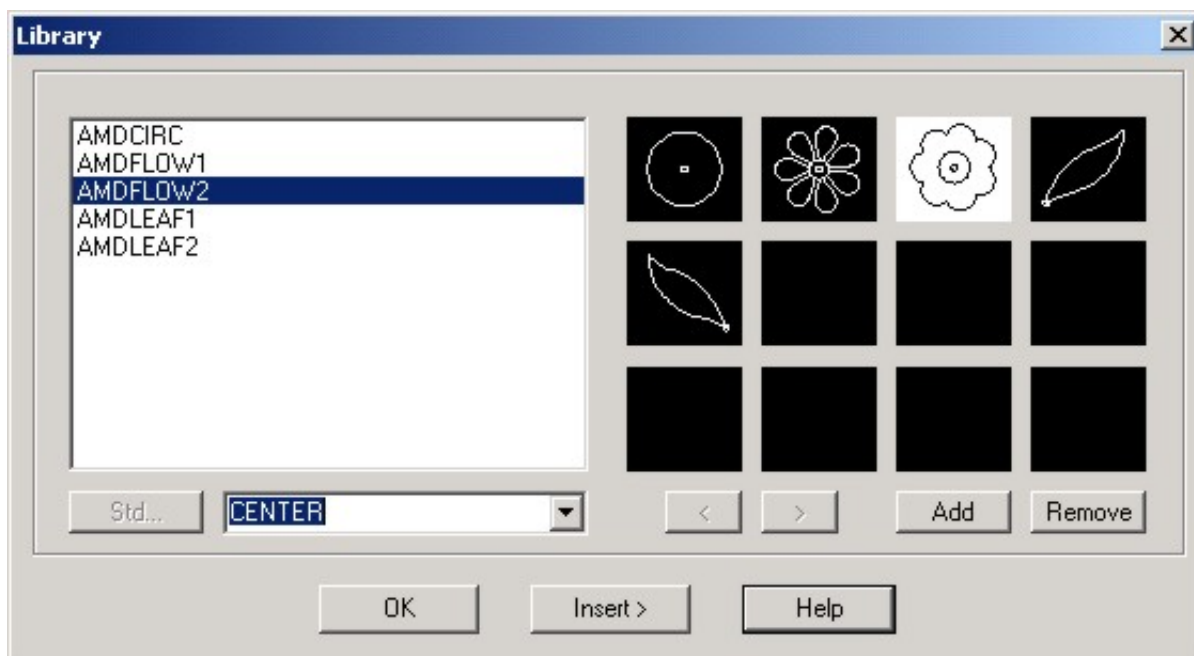 Library
AMDCIRC
AMDFLOW1
AMDFLOW2
AMDLEAF1
AMDLEAF2
Std...
CENTER
<
>
Add
Remove
OK
Insert >
Help